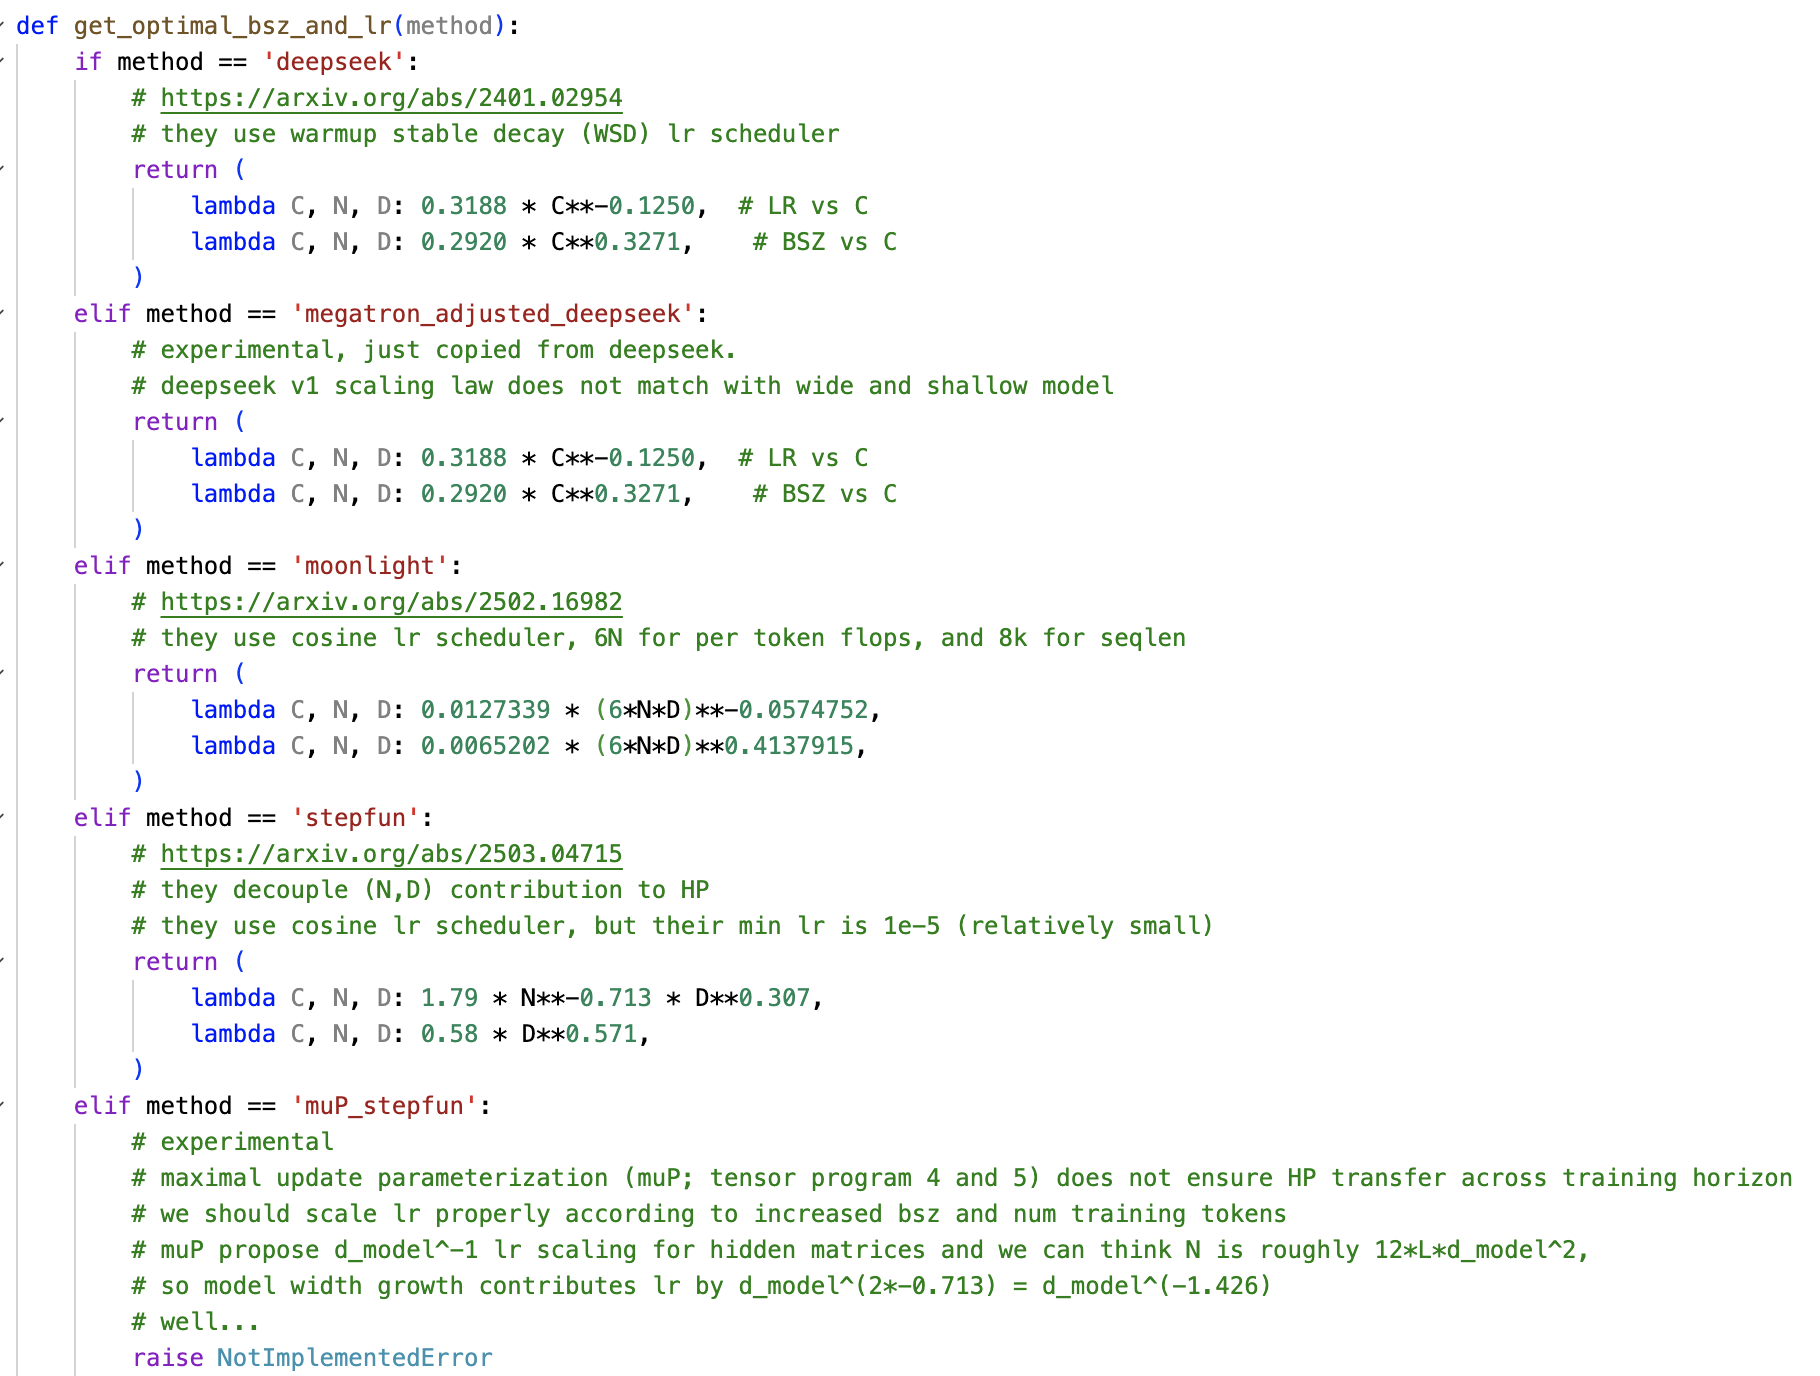 def get_optimal_bsz_and_lr(method):
    if method == 'deepseek':
        # https://arxiv.org/abs/2401.02954
        # they use warmup stable decay (WSD) lr scheduler
        return (
            lambda C, N, D: 0.3188 * C**-0.1250,  # LR vs C
            lambda C, N, D: 0.2920 * C**0.3271,    # BSZ vs C
        )
    elif method == 'megatron_adjusted_deepseek':
        # experimental, just copied from deepseek.
        # deepseek v1 scaling law does not match with wide and shallow model
        return (
            lambda C, N, D: 0.3188 * C**-0.1250,  # LR vs C
            lambda C, N, D: 0.2920 * C**0.3271,    # BSZ vs C
        )
    elif method == 'moonlight':
        # https://arxiv.org/abs/2502.16982
        # they use cosine lr scheduler, 6N for per token flops, and 8k for seqlen
        return (
            lambda C, N, D: 0.0127339 * (6*N*D)**-0.0574752,
            lambda C, N, D: 0.0065202 * (6*N*D)**0.4137915,
        )
    elif method == 'stepfun':
        # https://arxiv.org/abs/2503.04715
        # they decouple (N,D) contribution to HP
        # they use cosine lr scheduler, but their min lr is 1e-5 (relatively small)
        return (
            lambda C, N, D: 1.79 * N**-0.713 * D**0.307,
            lambda C, N, D: 0.58 * D**0.571,
        )
    elif method == 'muP_stepfun':
        # experimental
        # maximal update parameterization (muP; tensor program 4 and 5) does not ensure HP transfer across training horizon
        # we should scale lr properly according to increased bsz and num training tokens
        # muP propose d_model^-1 lr scaling for hidden matrices and we can think N is roughly 12*L*d_model^2,
        # so model width growth contributes lr by d_model^(2*-0.713) = d_model^(-1.426)
        # well...
        raise NotImplementedError